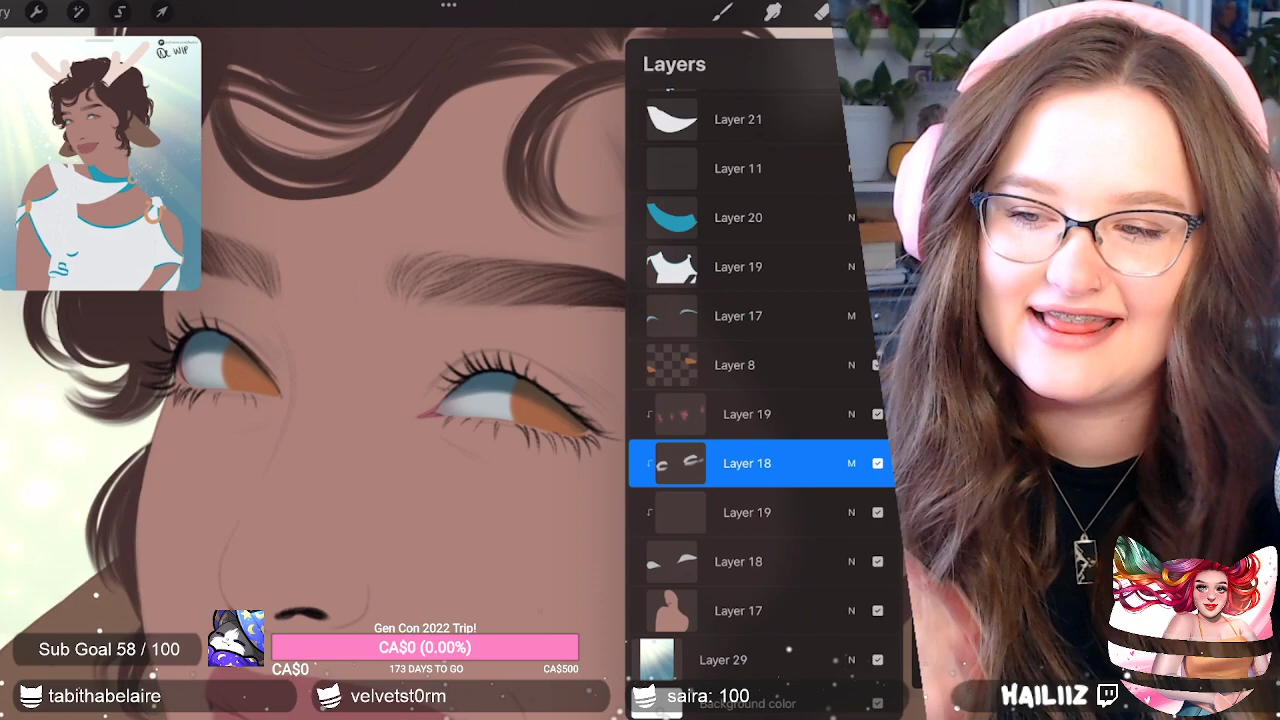 ry
WIP
Layers
Layer 21
Layer 11
Layer 20
N
Layer 19
N
Layer 17
M
Layer 8
N
Layer 19
N
Layer 18
M
Layer 19
N
Layer 18
N
Layer 17
N
Layer 29
N
Background color
Gen Con 2022 Trip!
CA$0 (0.00%)
CA$0
173 DAYS TO GO
CA$500
Sub Goal 58 / 100
tabithabelaire
velvetst0rm
saira: 100
HAILIIZ